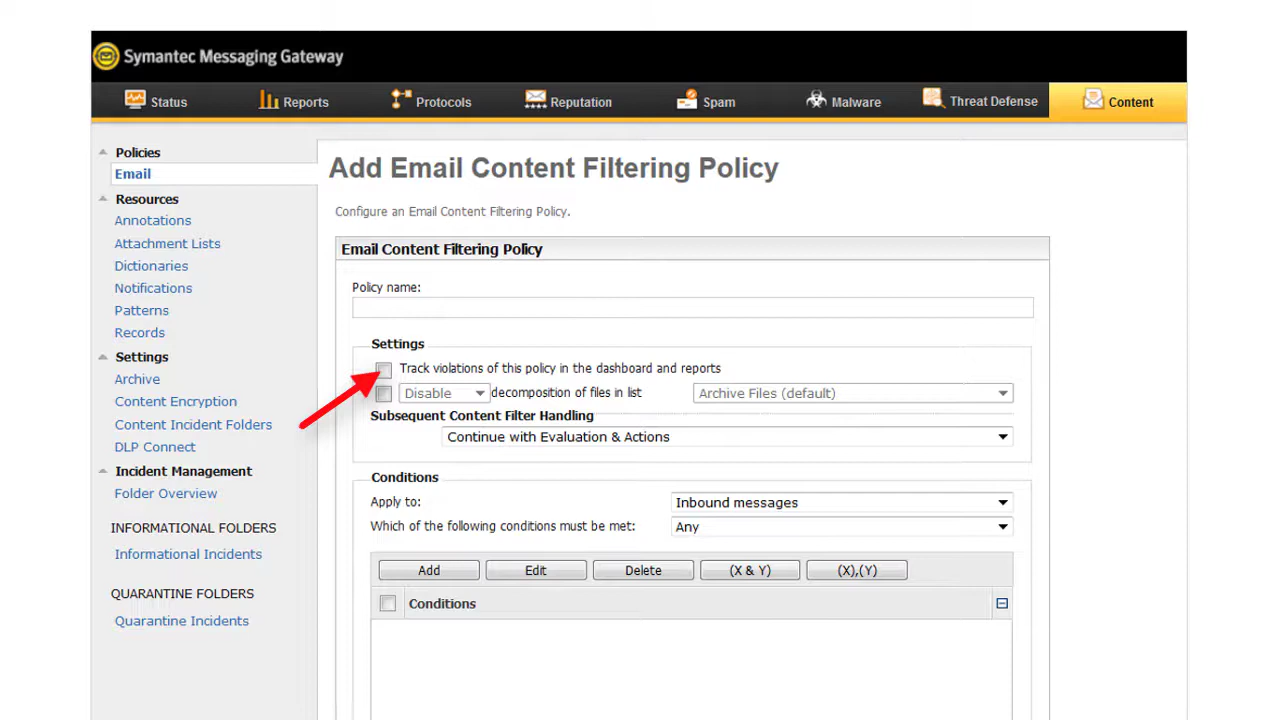 Symantec Messaging Gateway
Status Reports Protocols Reputation Spam Malware Threat Defense Content
Policies
Email
Resources
Annotations
Attachment Lists
Dictionaries
Notifications
Patterns
Records
Settings
Archive
Content Encryption
Content Incident Folders
DLP Connect
Incident Management
Folder Overview
INFORMATIONAL FOLDERS
Informational Incidents
QUARANTINE FOLDERS
Quarantine Incidents
Add Email Content Filtering Policy
Configure an Email Content Filtering Policy.
Email Content Filtering Policy
Policy name:
Settings
Track violations of this policy in the dashboard and reports
Disable decomposition of files in list Archive Files (default)
Subsequent Content Filter Handling
Continue with Evaluation & Actions
Conditions
Apply to: Inbound messages
Which of the following conditions must be met: Any
Add Edit Delete (X & Y) (X),(Y)
Conditions